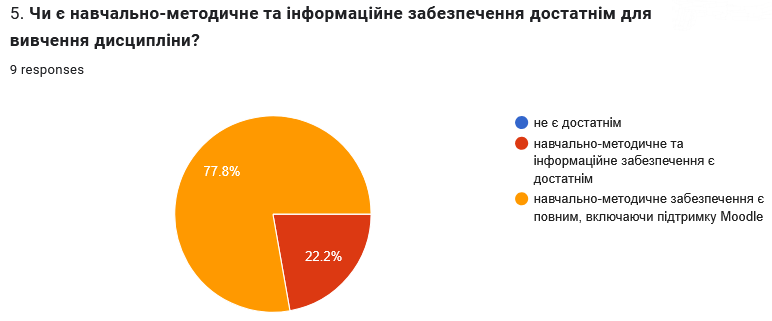 5. Чи є навчально-методичне та інформаційне забезпечення достатнім для
вивчення дисципліни?
9 responses
77.8%
22.2%
не є достатнім
навчально-методичне та
інформаційне забезпечення є
достатнім
навчально-методичне забезпечення є
повним, включаючи підтримку Moodle